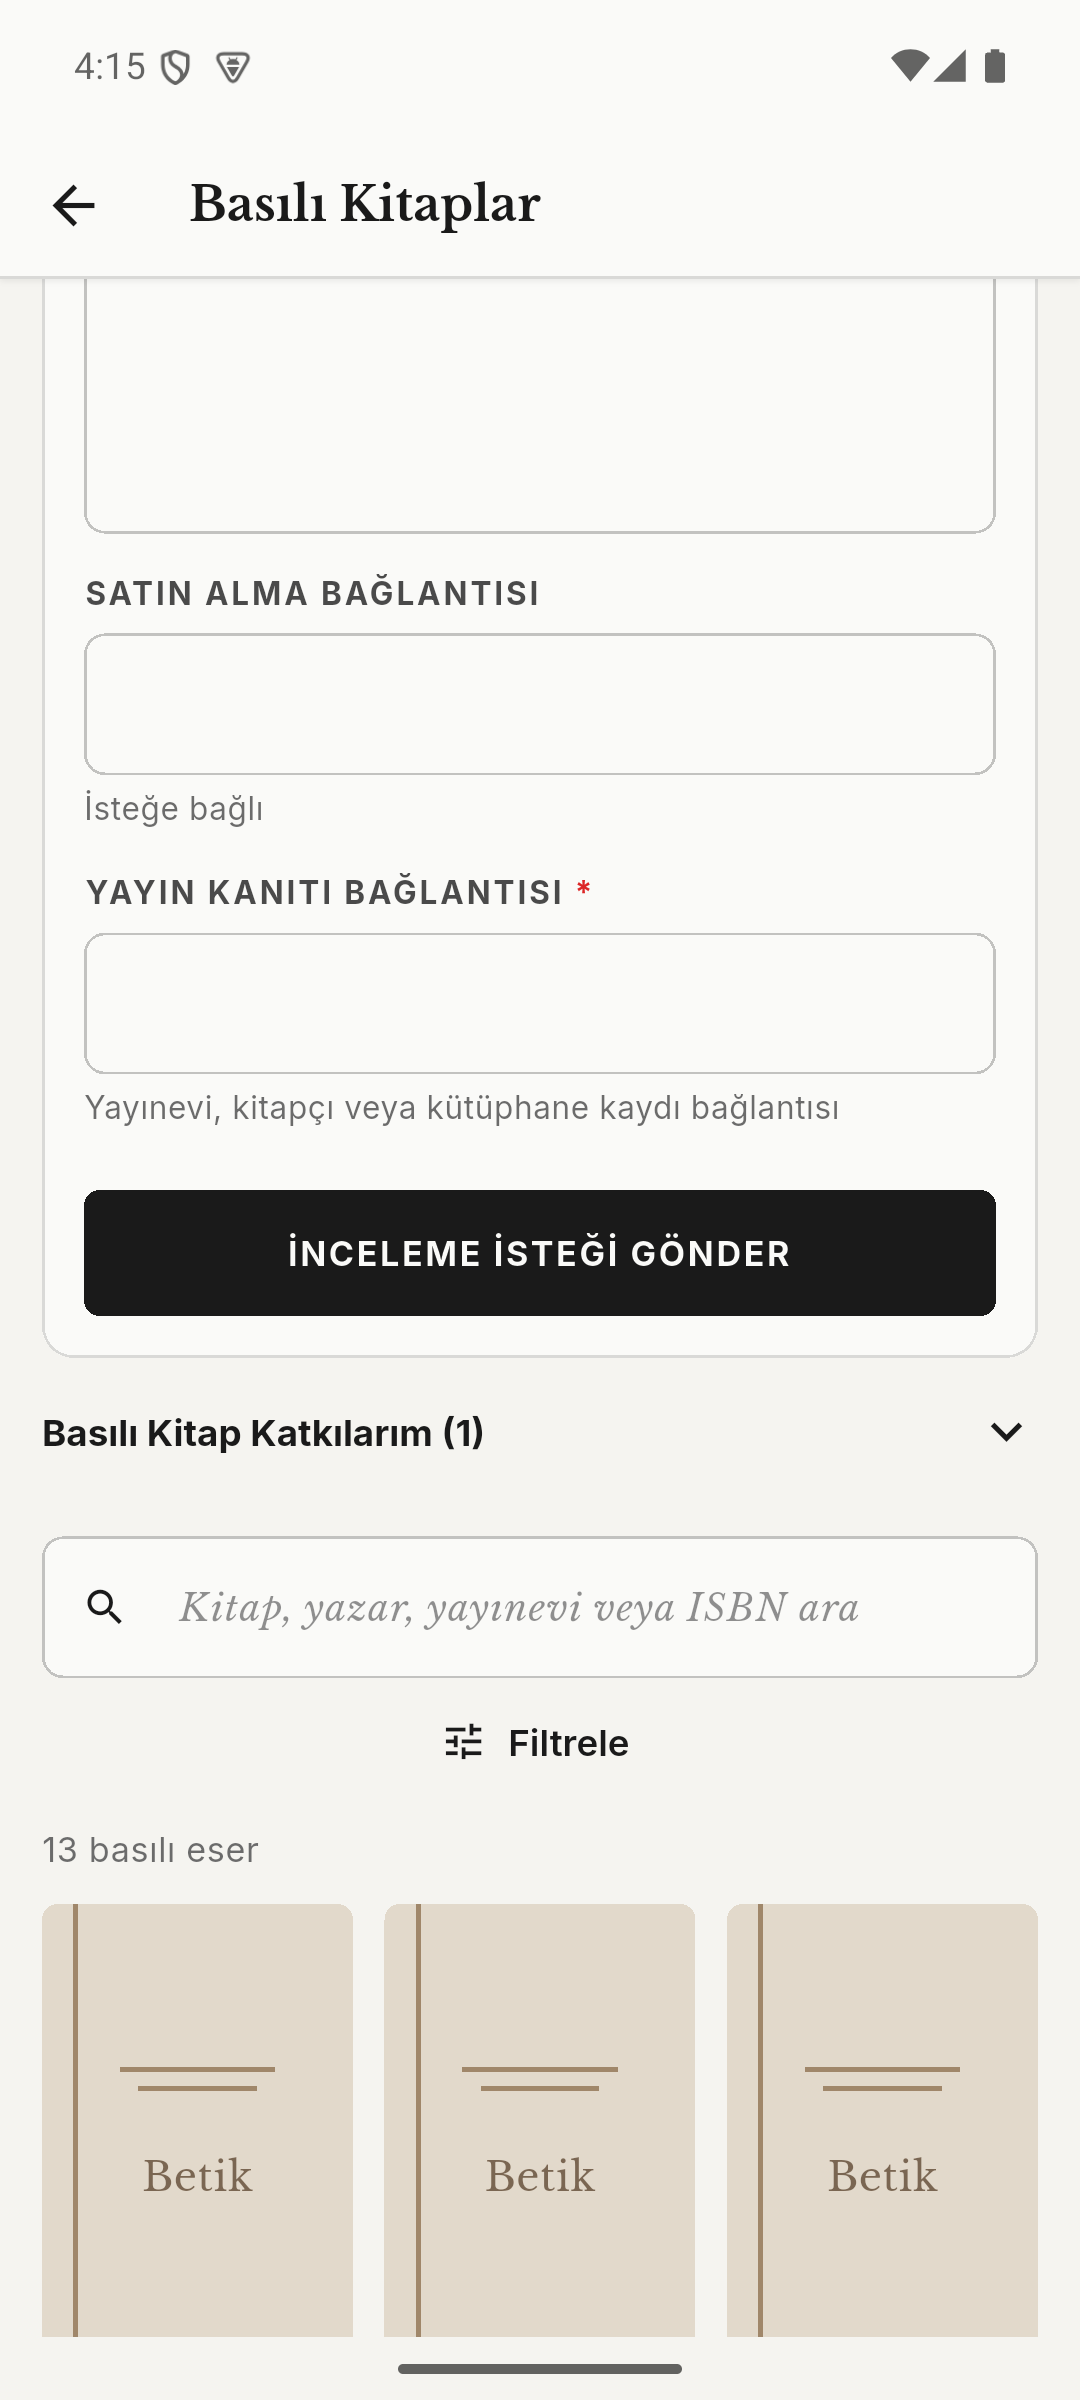 4:15
Basılı Kitaplar
SATIN ALMA BAĞLANTISI
İsteğe bağlı
YAYIN KANITI BAĞLANTISI *
Yayınevi, kitapçı veya kütüphane kaydı bağlantısı
İNCELEME İSTEĞİ GÖNDER
Basılı Kitap Katkılarım (1)
Kitap, yazar, yayınevi veya ISBN ara
Filtrele
13 basılı eser
Betik
Betik
Betik